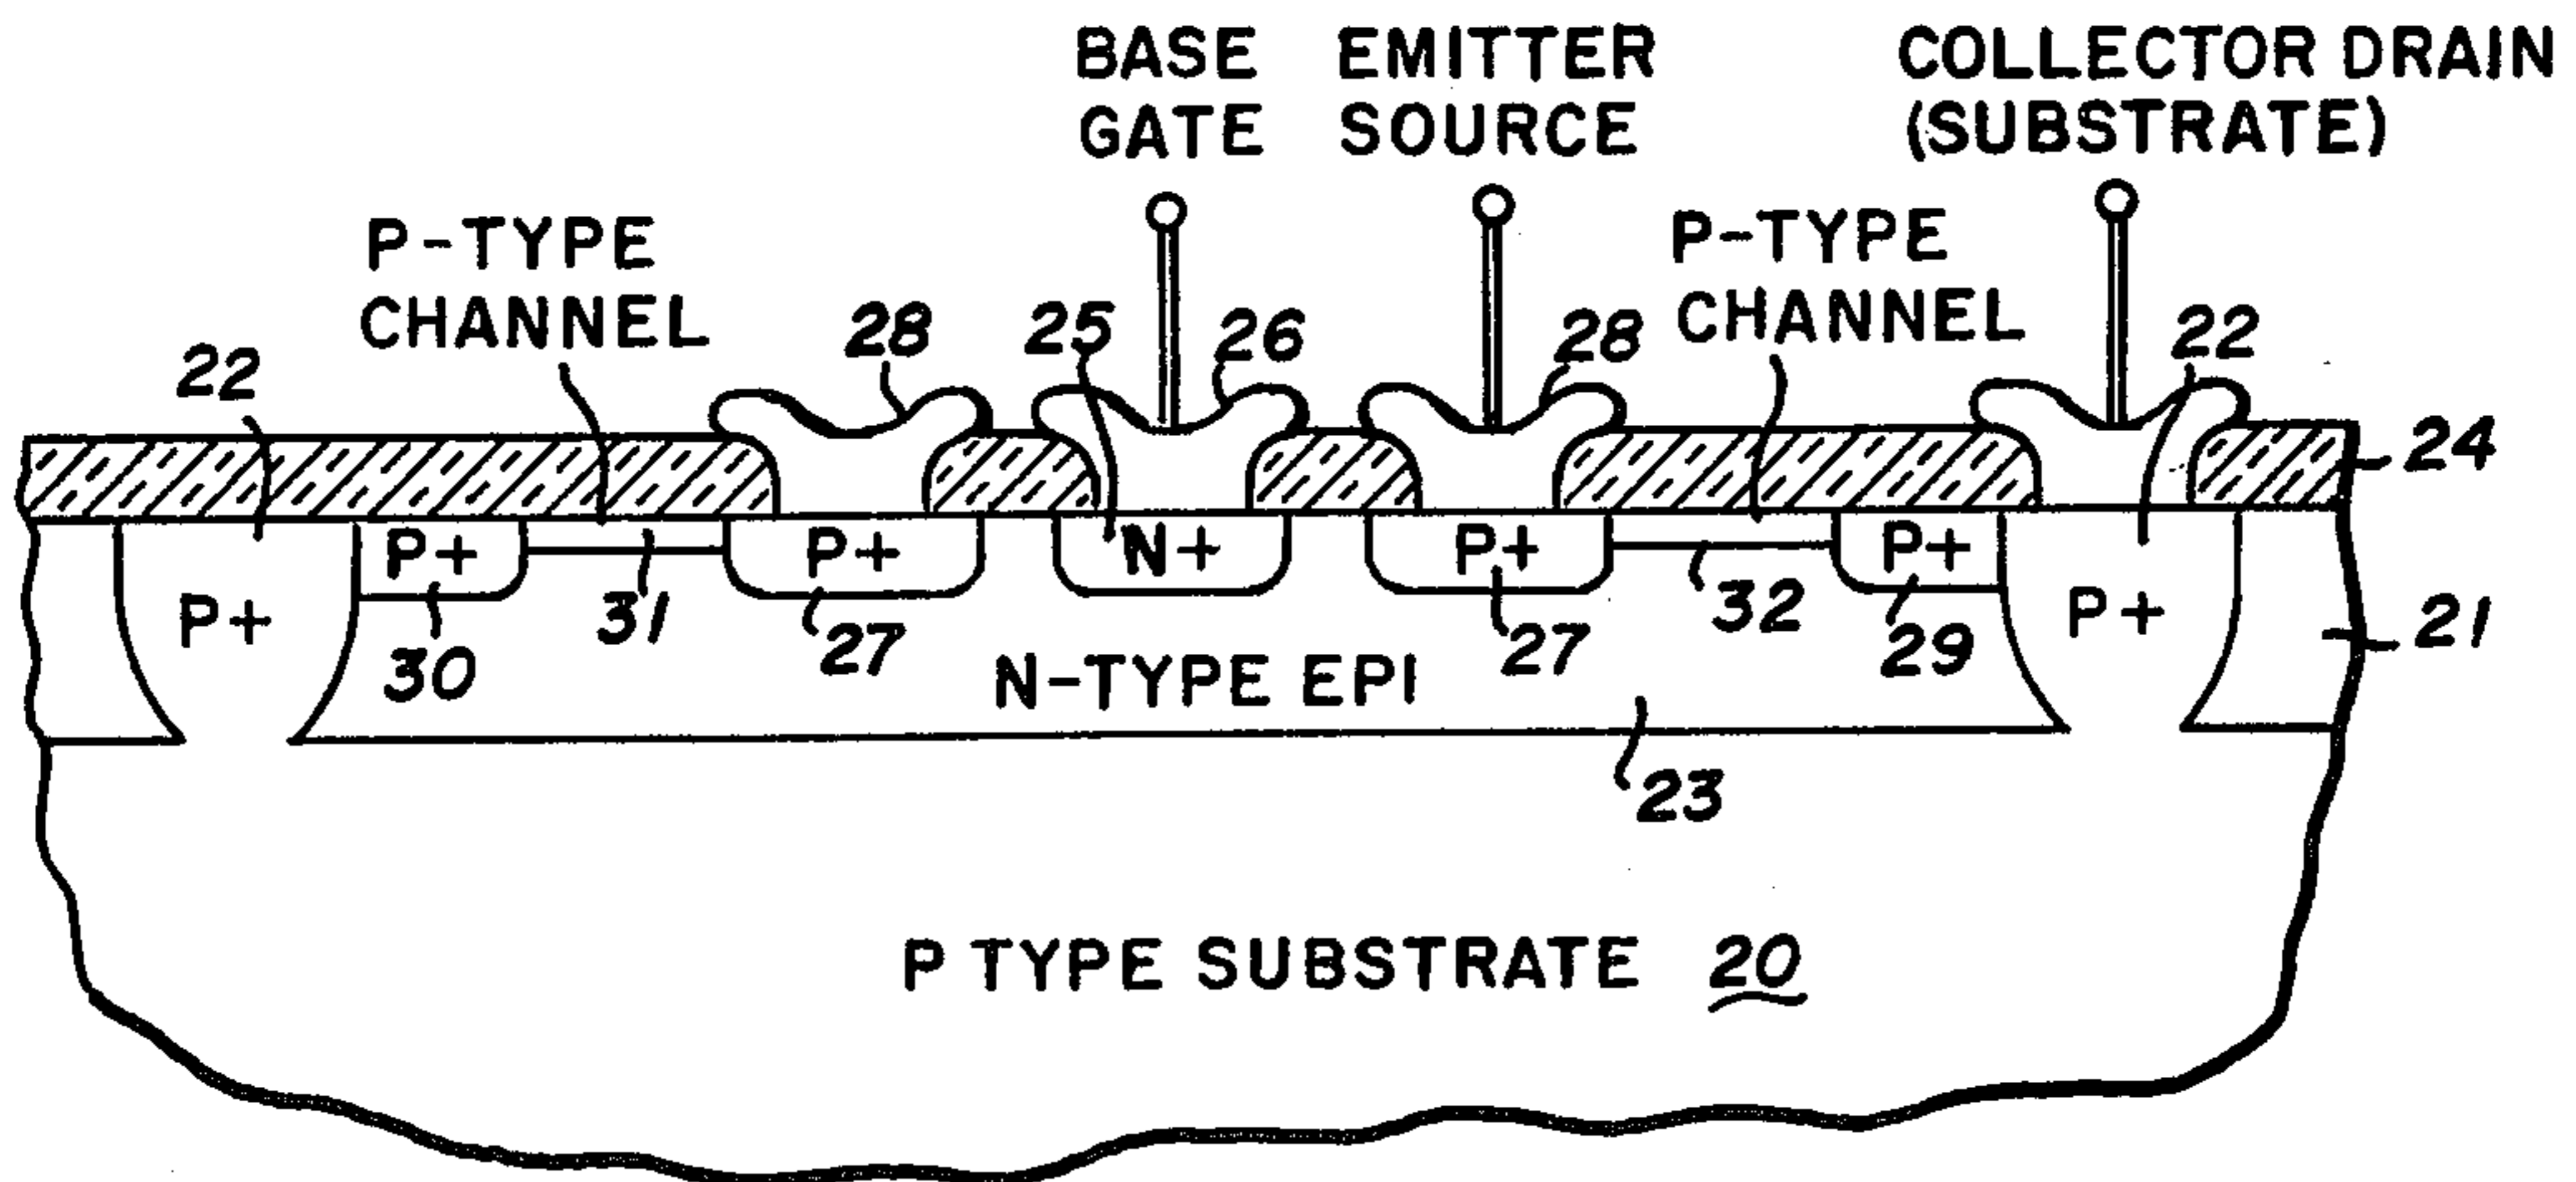 BASE EMITTER COLLECTOR DRAIN
GATE SOURCE (SUBSTRATE)
P-TYPE
CHANNEL
P-TYPE
CHANNEL
22
28
25
26
28
22
24
P+
P+
P+
N+
P+
P+
P+
30
31
27
27
32
29
21
N-TYPE EPI
23
P TYPE SUBSTRATE 20